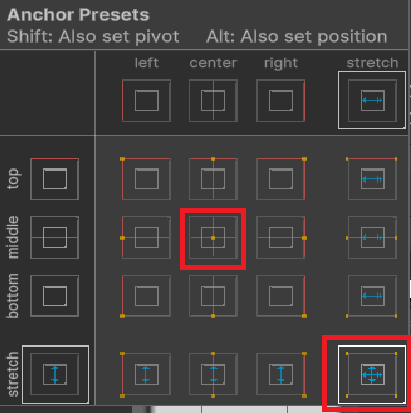 Anchor Presets
Shift: Also set pivot Alt: Also set position
left center right stretch
top
middle
bottom
stretch